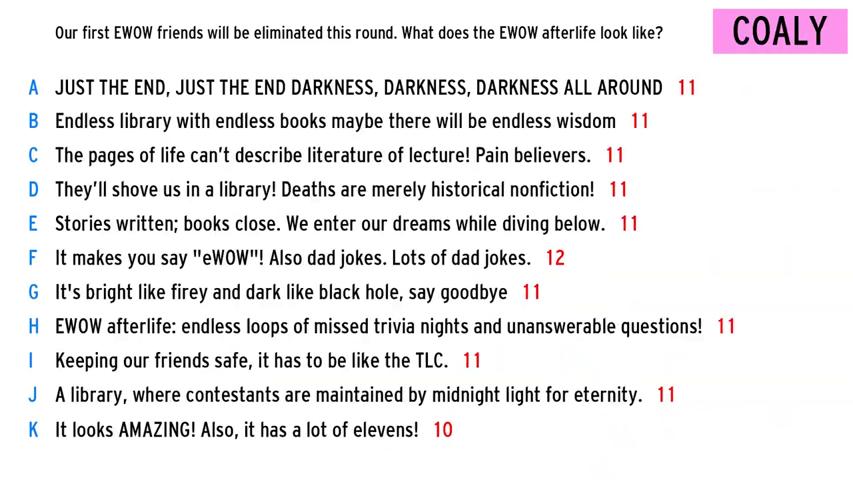 Our first EWOW friends will be eliminated this round. What does the EWOW afterlife look like?
COALY
A JUST THE END, JUST THE END DARKNESS, DARKNESS, DARKNESS ALL AROUND 11
B Endless library with endless books maybe there will be endless wisdom 11
C The pages of life can't describe literature of lecture! Pain believers. 11
D They'll shove us in a library! Deaths are merely historical nonfiction! 11
E Stories written; books close. We enter our dreams while diving below. 11
F It makes you say "eWOW"! Also dad jokes. Lots of dad jokes. 12
G It's bright like firey and dark like black hole, say goodbye 11
H EWOW afterlife: endless loops of missed trivia nights and unanswerable questions! 11
I Keeping our friends safe, it has to be like the TLC. 11
J A library, where contestants are maintained by midnight light for eternity. 11
K It looks AMAZING! Also, it has a lot of elevens! 10